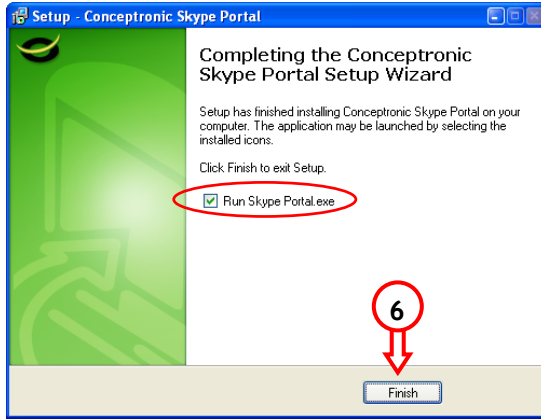 Setup - Conceptronic Skype Portal
Completing the Conceptronic
Skype Portal Setup Wizard
Setup has finished installing Conceptronic Skype Portal on your
computer. The application may be launched by selecting the
installed icons.
Click Finish to exit Setup.
Run Skype Portal.exe
6
Finish